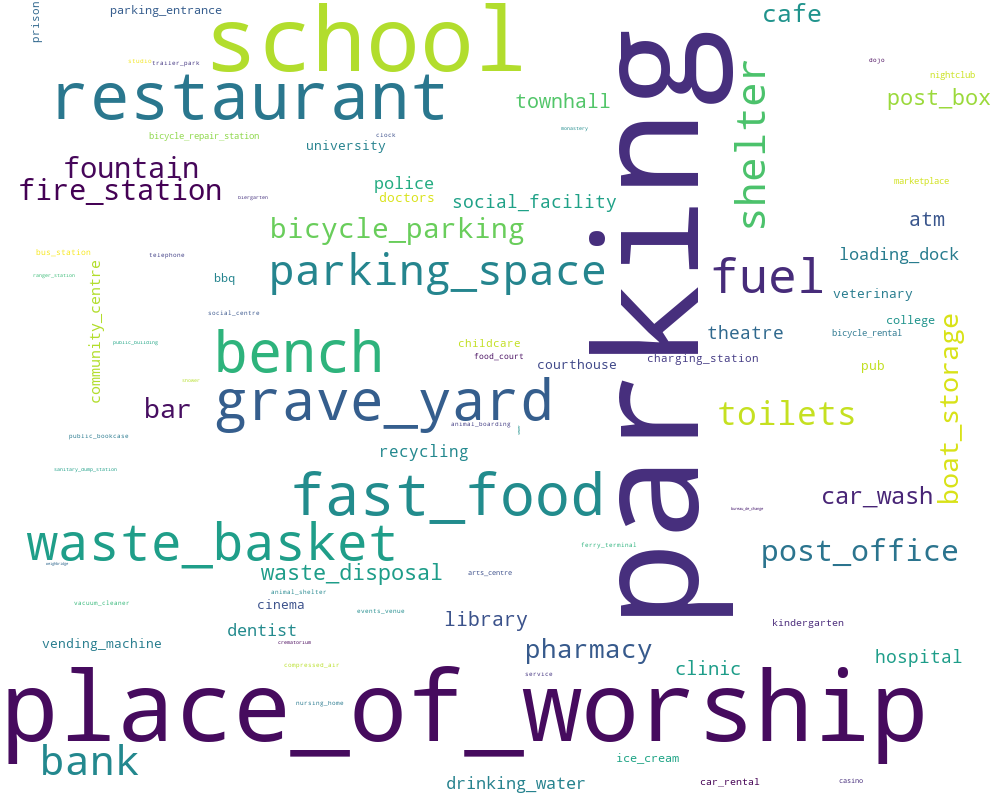 prison
parking_entrance
school
cafe
studio
trailer_park
restaurant
parking
dojo
nightclub
townhall
shelter
post_box
bicycle_repair_station
clock
monastery
university
fountain
fire_station
biergarten
police
doctors
social_facility
marketplace
bicycle_parking
atm
bus_station
telephone
loading_dock
community_centre
ranger_station
bbq
parking_space
fuel
veterinary
social_centre
college
public_building
bench
childcare
food_court
courthouse
charging_station
theatre
bicycle_rental
pub
boat_storage
grave_yard
bar
toilets
animal_boarding
public_bookcase
recycling
sanitary_dump_station
fast_food
car_wash
bureau_de_change
waste_basket
ferry_terminal
post_office
weighbridge
waste_disposal
arts_centre
animal_shelter
vacuum_cleaner
cinema
events_venue
library
kindergarten
dentist
vending_machine
crematorium
pharmacy
clinic
hospital
compressed_air
service
place_of_worship
nursing_home
bank
ice_cream
drinking_water
car_rental
casino